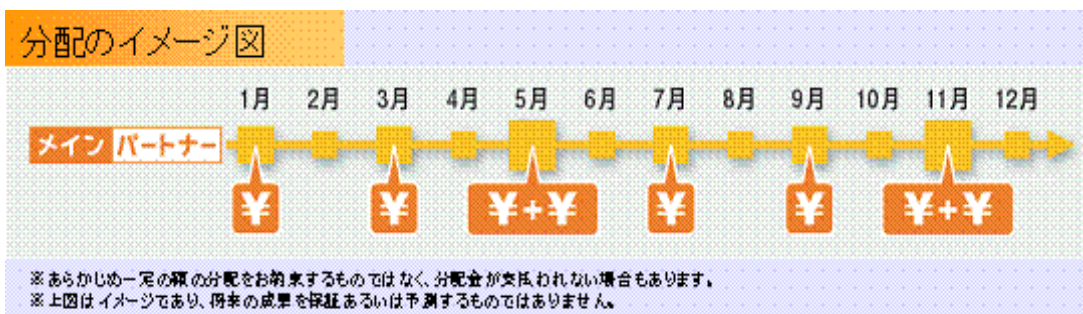 分配のイメージ図
1月 2月 3月 4月 5月 6月 7月 8月 9月 10月 11月 12月
メインパートナー
¥ ¥ ¥+¥ ¥ ¥ ¥+¥
※あらかじめ一定の額の分配をお約束するものではなく、分配金が支払われない場合もあります。
※上図はイメージであり、将来の成果を保証あるいは予測するものではありません。